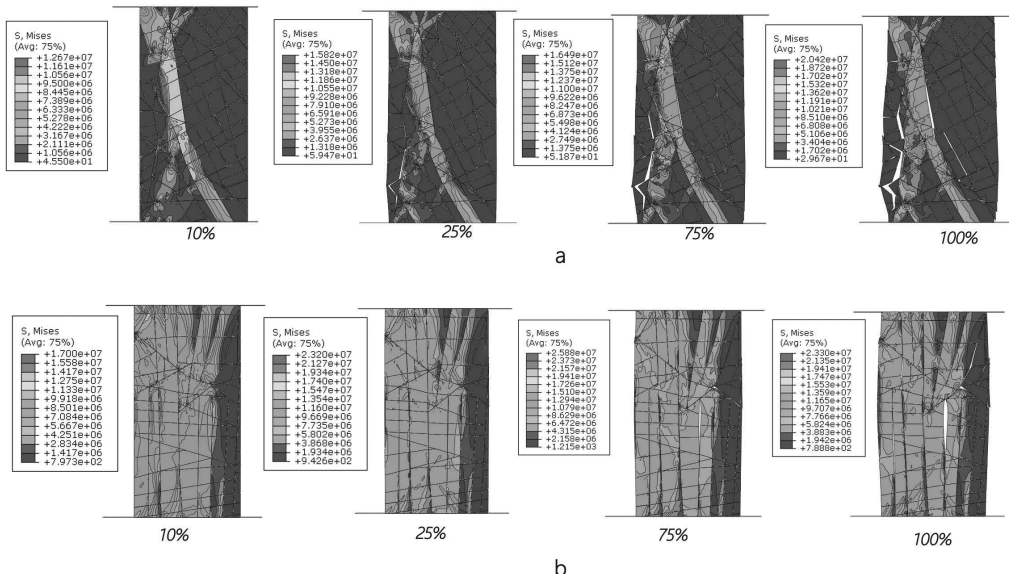 S, Mises
(Avg: 75%)
+1.267e+07
+1.161e+07
+1.056e+07
+9.500e+06
+8.445e+06
+7.389e+06
+6.333e+06
+5.278e+06
+4.222e+06
+3.167e+06
+2.111e+06
+1.056e+06
+4.550e+01
10%
S, Mises
(Avg: 75%)
+1.582e+07
+1.450e+07
+1.318e+07
+1.186e+07
+1.055e+07
+9.228e+06
+7.910e+06
+6.591e+06
+5.273e+06
+3.955e+06
+2.637e+06
+1.318e+06
+5.947e+01
25%
S, Mises
(Avg: 75%)
+1.649e+07
+1.512e+07
+1.375e+07
+1.237e+07
+1.100e+07
+9.622e+06
+8.247e+06
+6.873e+06
+5.498e+06
+4.124e+06
+2.749e+06
+1.375e+06
+5.187e+01
75%
S, Mises
(Avg: 75%)
+2.042e+07
+1.872e+07
+1.702e+07
+1.532e+07
+1.362e+07
+1.191e+07
+1.021e+07
+8.510e+06
+6.808e+06
+5.106e+06
+3.404e+06
+1.702e+06
+2.967e+01
100%
a
S, Mises
(Avg: 75%)
+1.700e+07
+1.558e+07
+1.417e+07
+1.275e+07
+1.133e+07
+9.918e+06
+8.501e+06
+7.084e+06
+5.667e+06
+4.251e+06
+2.834e+06
+1.417e+06
+7.973e+02
10%
S, Mises
(Avg: 75%)
+2.320e+07
+2.127e+07
+1.934e+07
+1.740e+07
+1.547e+07
+1.354e+07
+1.160e+07
+9.669e+06
+7.735e+06
+5.802e+06
+3.868e+06
+1.934e+06
+9.426e+02
25%
S, Mises
(Avg: 75%)
+2.588e+07
+2.373e+07
+2.157e+07
+1.941e+07
+1.726e+07
+1.510e+07
+1.294e+07
+1.079e+07
+8.629e+06
+6.472e+06
+4.315e+06
+2.158e+06
+1.215e+03
75%
S, Mises
(Avg: 75%)
+2.330e+07
+2.135e+07
+1.941e+07
+1.747e+07
+1.553e+07
+1.359e+07
+1.165e+07
+9.707e+06
+7.766e+06
+5.824e+06
+3.883e+06
+1.942e+06
+7.888e+02
100%
b